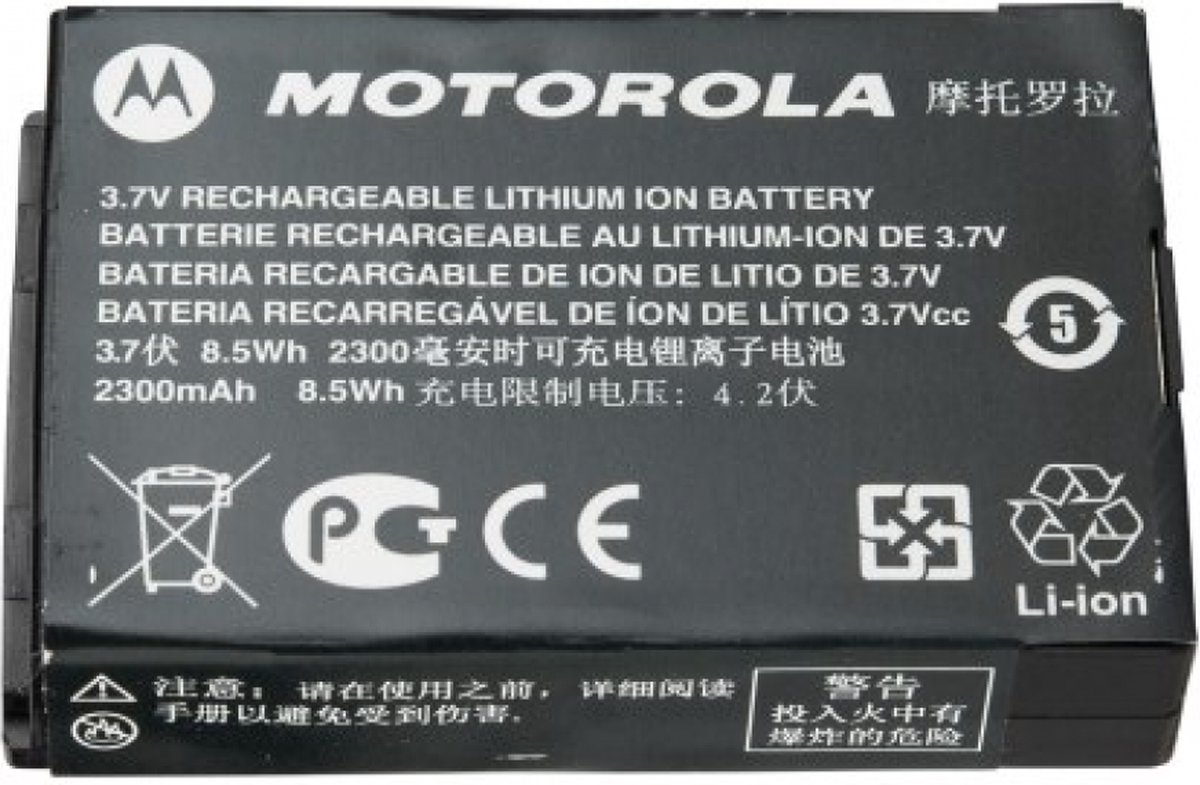 MOTOROLA 摩托罗拉
3.7V RECHARGEABLE LITHIUM ION BATTERY
BATTERIE RECHARGEABLE AU LITHIUM-ION DE 3.7V
BATERIA RECARGABLE DE ION DE LITIO DE 3.7V
BATERIA RECARREGÁVEL DE ÍON DE LÍTIO 3.7Vcc
5
3.7伏 8.5Wh 2300毫安时可充电锂离子电池
2300mAh 8.5Wh 充电限制电压: 4.2伏
PCT CE
Li-ion
注意: 请在使用之前, 详细阅读
手册以避免受到伤害.
警告
投入火中有
爆炸的危险